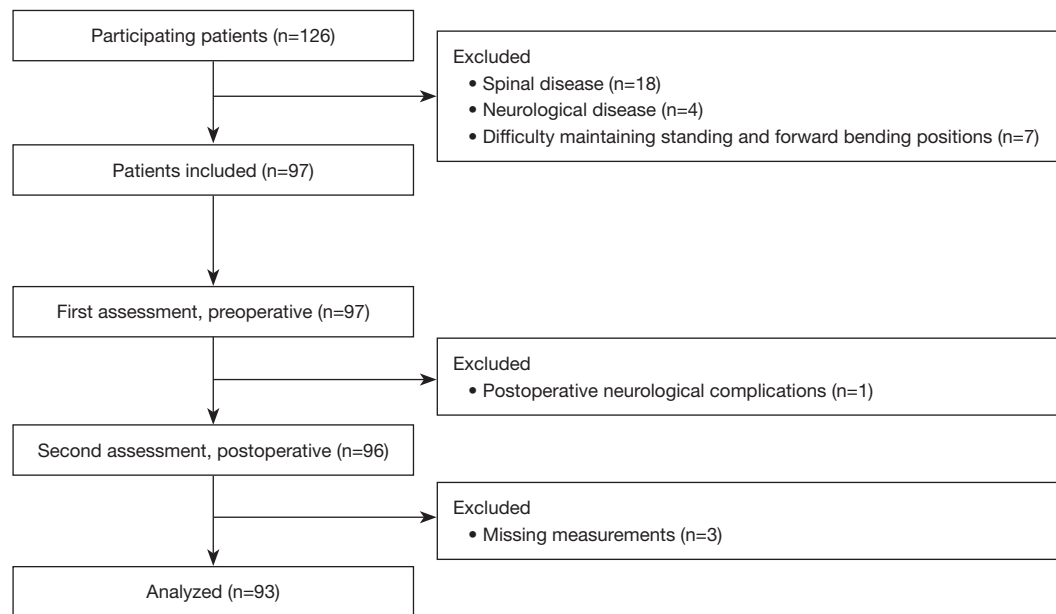 Participating patients (n=126)
Excluded
• Spinal disease (n=18)
• Neurological disease (n=4)
• Difficulty maintaining standing and forward bending positions (n=7)
Patients included (n=97)
First assessment, preoperative (n=97)
Excluded
• Postoperative neurological complications (n=1)
Second assessment, postoperative (n=96)
Excluded
• Missing measurements (n=3)
Analyzed (n=93)